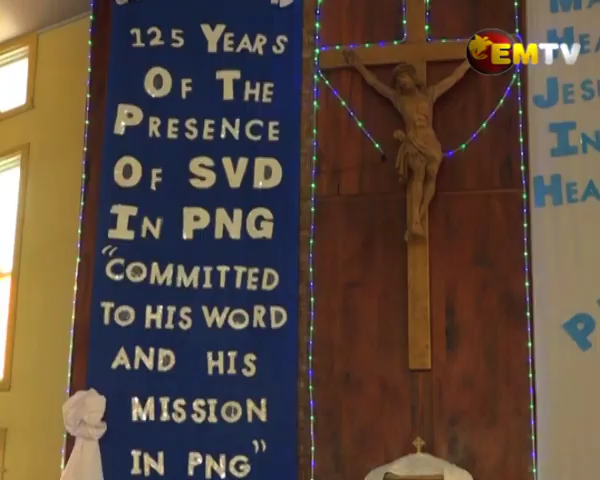 125 YEARS
OF THE
PRESENCE
OF SVD
IN PNG
"COMMITTED
TO HIS WORD
AND HIS
MISSION
IN PNG"
EMTV
JES
IN
HEA